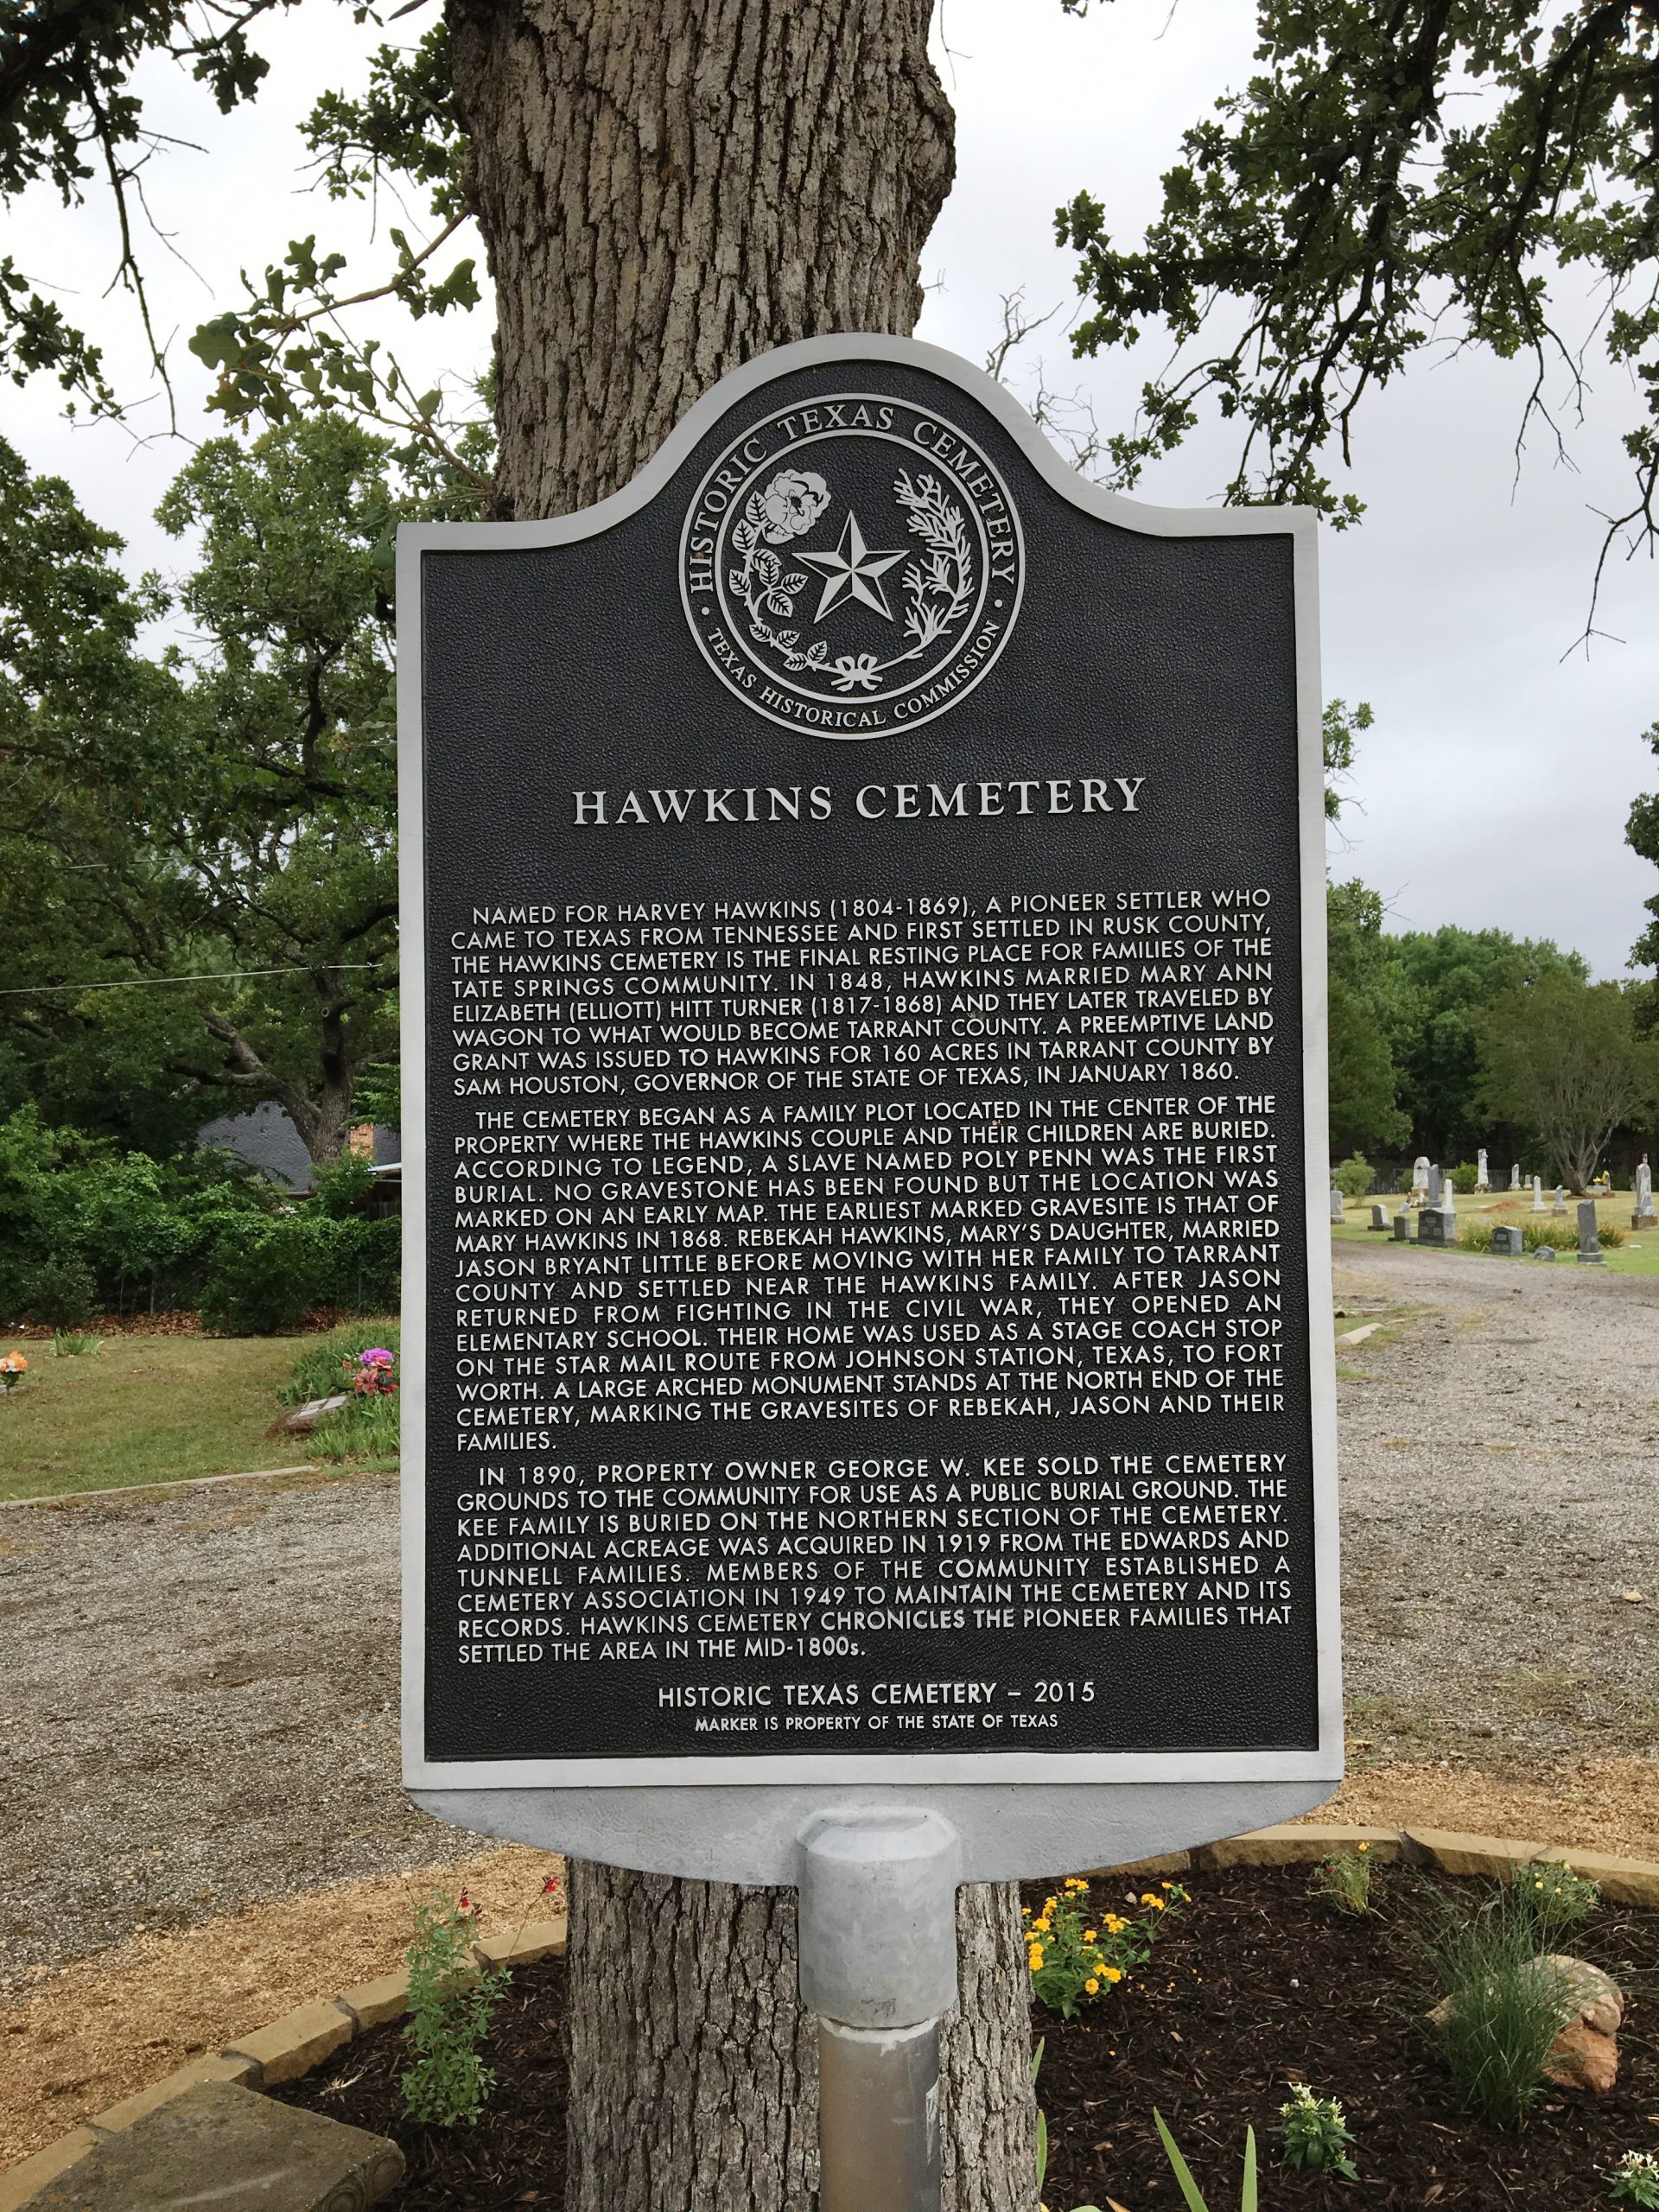 HISTORIC TEXAS CEMETERY
TEXAS HISTORICAL COMMISSION
HAWKINS CEMETERY
NAMED FOR HARVEY HAWKINS (1804-1869), A PIONEER SETTLER WHO
CAME TO TEXAS FROM TENNESSEE AND FIRST SETTLED IN RUSK COUNTY,
THE HAWKINS CEMETERY IS THE FINAL RESTING PLACE FOR FAMILIES OF THE
TATE SPRINGS COMMUNITY. IN 1848, HAWKINS MARRIED MARY ANN
ELIZABETH (ELLIOTT) HITT TURNER (1817-1868) AND THEY LATER TRAVELED BY
WAGON TO WHAT WOULD BECOME TARRANT COUNTY. A PREEMPTIVE LAND
GRANT WAS ISSUED TO HAWKINS FOR 160 ACRES IN TARRANT COUNTY BY
SAM HOUSTON, GOVERNOR OF THE STATE OF TEXAS, IN JANUARY 1860.
THE CEMETERY BEGAN AS A FAMILY PLOT LOCATED IN THE CENTER OF THE
PROPERTY WHERE THE HAWKINS COUPLE AND THEIR CHILDREN ARE BURIED.
ACCORDING TO LEGEND, A SLAVE NAMED POLY PENN WAS THE FIRST
BURIAL. NO GRAVESTONE HAS BEEN FOUND BUT THE LOCATION WAS
MARKED ON AN EARLY MAP. THE EARLIEST MARKED GRAVESITE IS THAT OF
MARY HAWKINS IN 1868. REBEKAH HAWKINS, MARY'S DAUGHTER, MARRIED
JASON BRYANT LITTLE BEFORE MOVING WITH HER FAMILY TO TARRANT
COUNTY AND SETTLED NEAR THE HAWKINS FAMILY. AFTER JASON
RETURNED FROM FIGHTING IN THE CIVIL WAR, THEY OPENED AN
ELEMENTARY SCHOOL. THEIR HOME WAS USED AS A STAGE COACH STOP
ON THE STAR MAIL ROUTE FROM JOHNSON STATION, TEXAS, TO FORT
WORTH. A LARGE ARCHED MONUMENT STANDS AT THE NORTH END OF THE
CEMETERY, MARKING THE GRAVESITES OF REBEKAH, JASON AND THEIR
FAMILIES.
IN 1890, PROPERTY OWNER GEORGE W. KEE SOLD THE CEMETERY
GROUNDS TO THE COMMUNITY FOR USE AS A PUBLIC BURIAL GROUND. THE
KEE FAMILY IS BURIED ON THE NORTHERN SECTION OF THE CEMETERY.
ADDITIONAL ACREAGE WAS ACQUIRED IN 1919 FROM THE EDWARDS AND
TUNNELL FAMILIES. MEMBERS OF THE COMMUNITY ESTABLISHED A
CEMETERY ASSOCIATION IN 1949 TO MAINTAIN THE CEMETERY AND ITS
RECORDS. HAWKINS CEMETERY CHRONICLES THE PIONEER FAMILIES THAT
SETTLED THE AREA IN THE MID-1800s.
HISTORIC TEXAS CEMETERY – 2015
MARKER IS PROPERTY OF THE STATE OF TEXAS